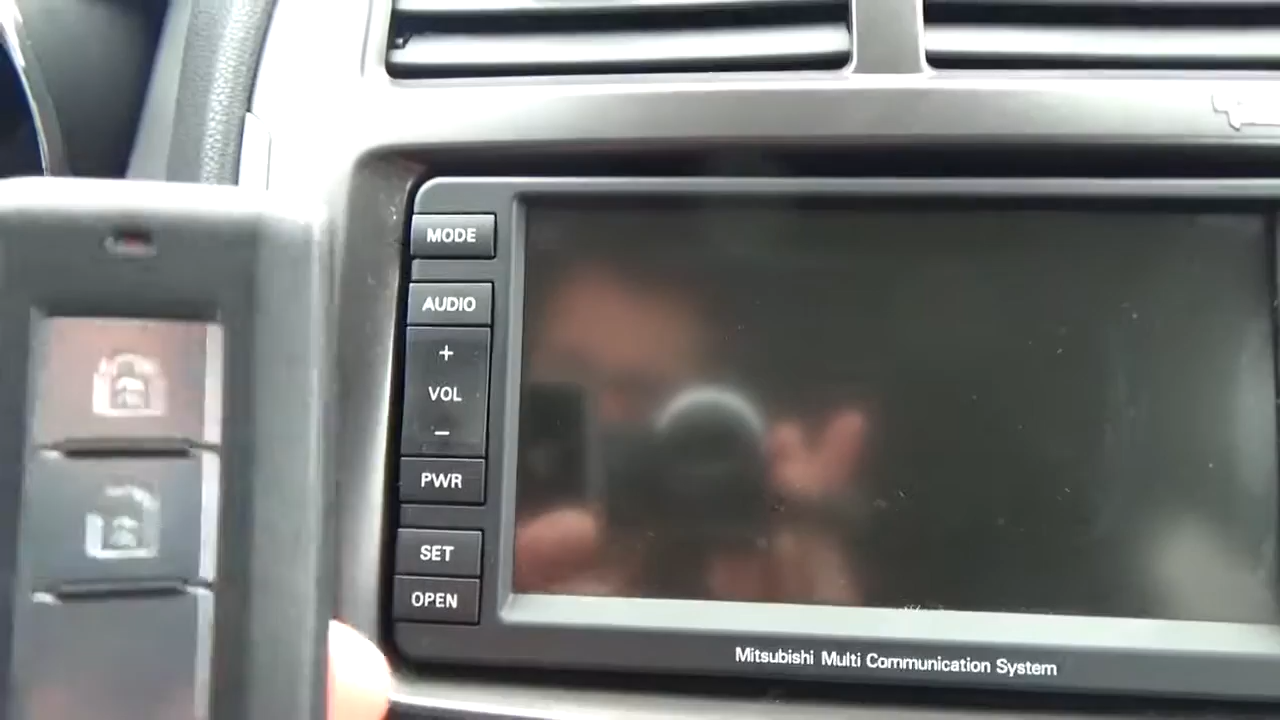 MODE
AUDIO
+
VOL
−
PWR
SET
OPEN
Mitsubishi Multi Communication System